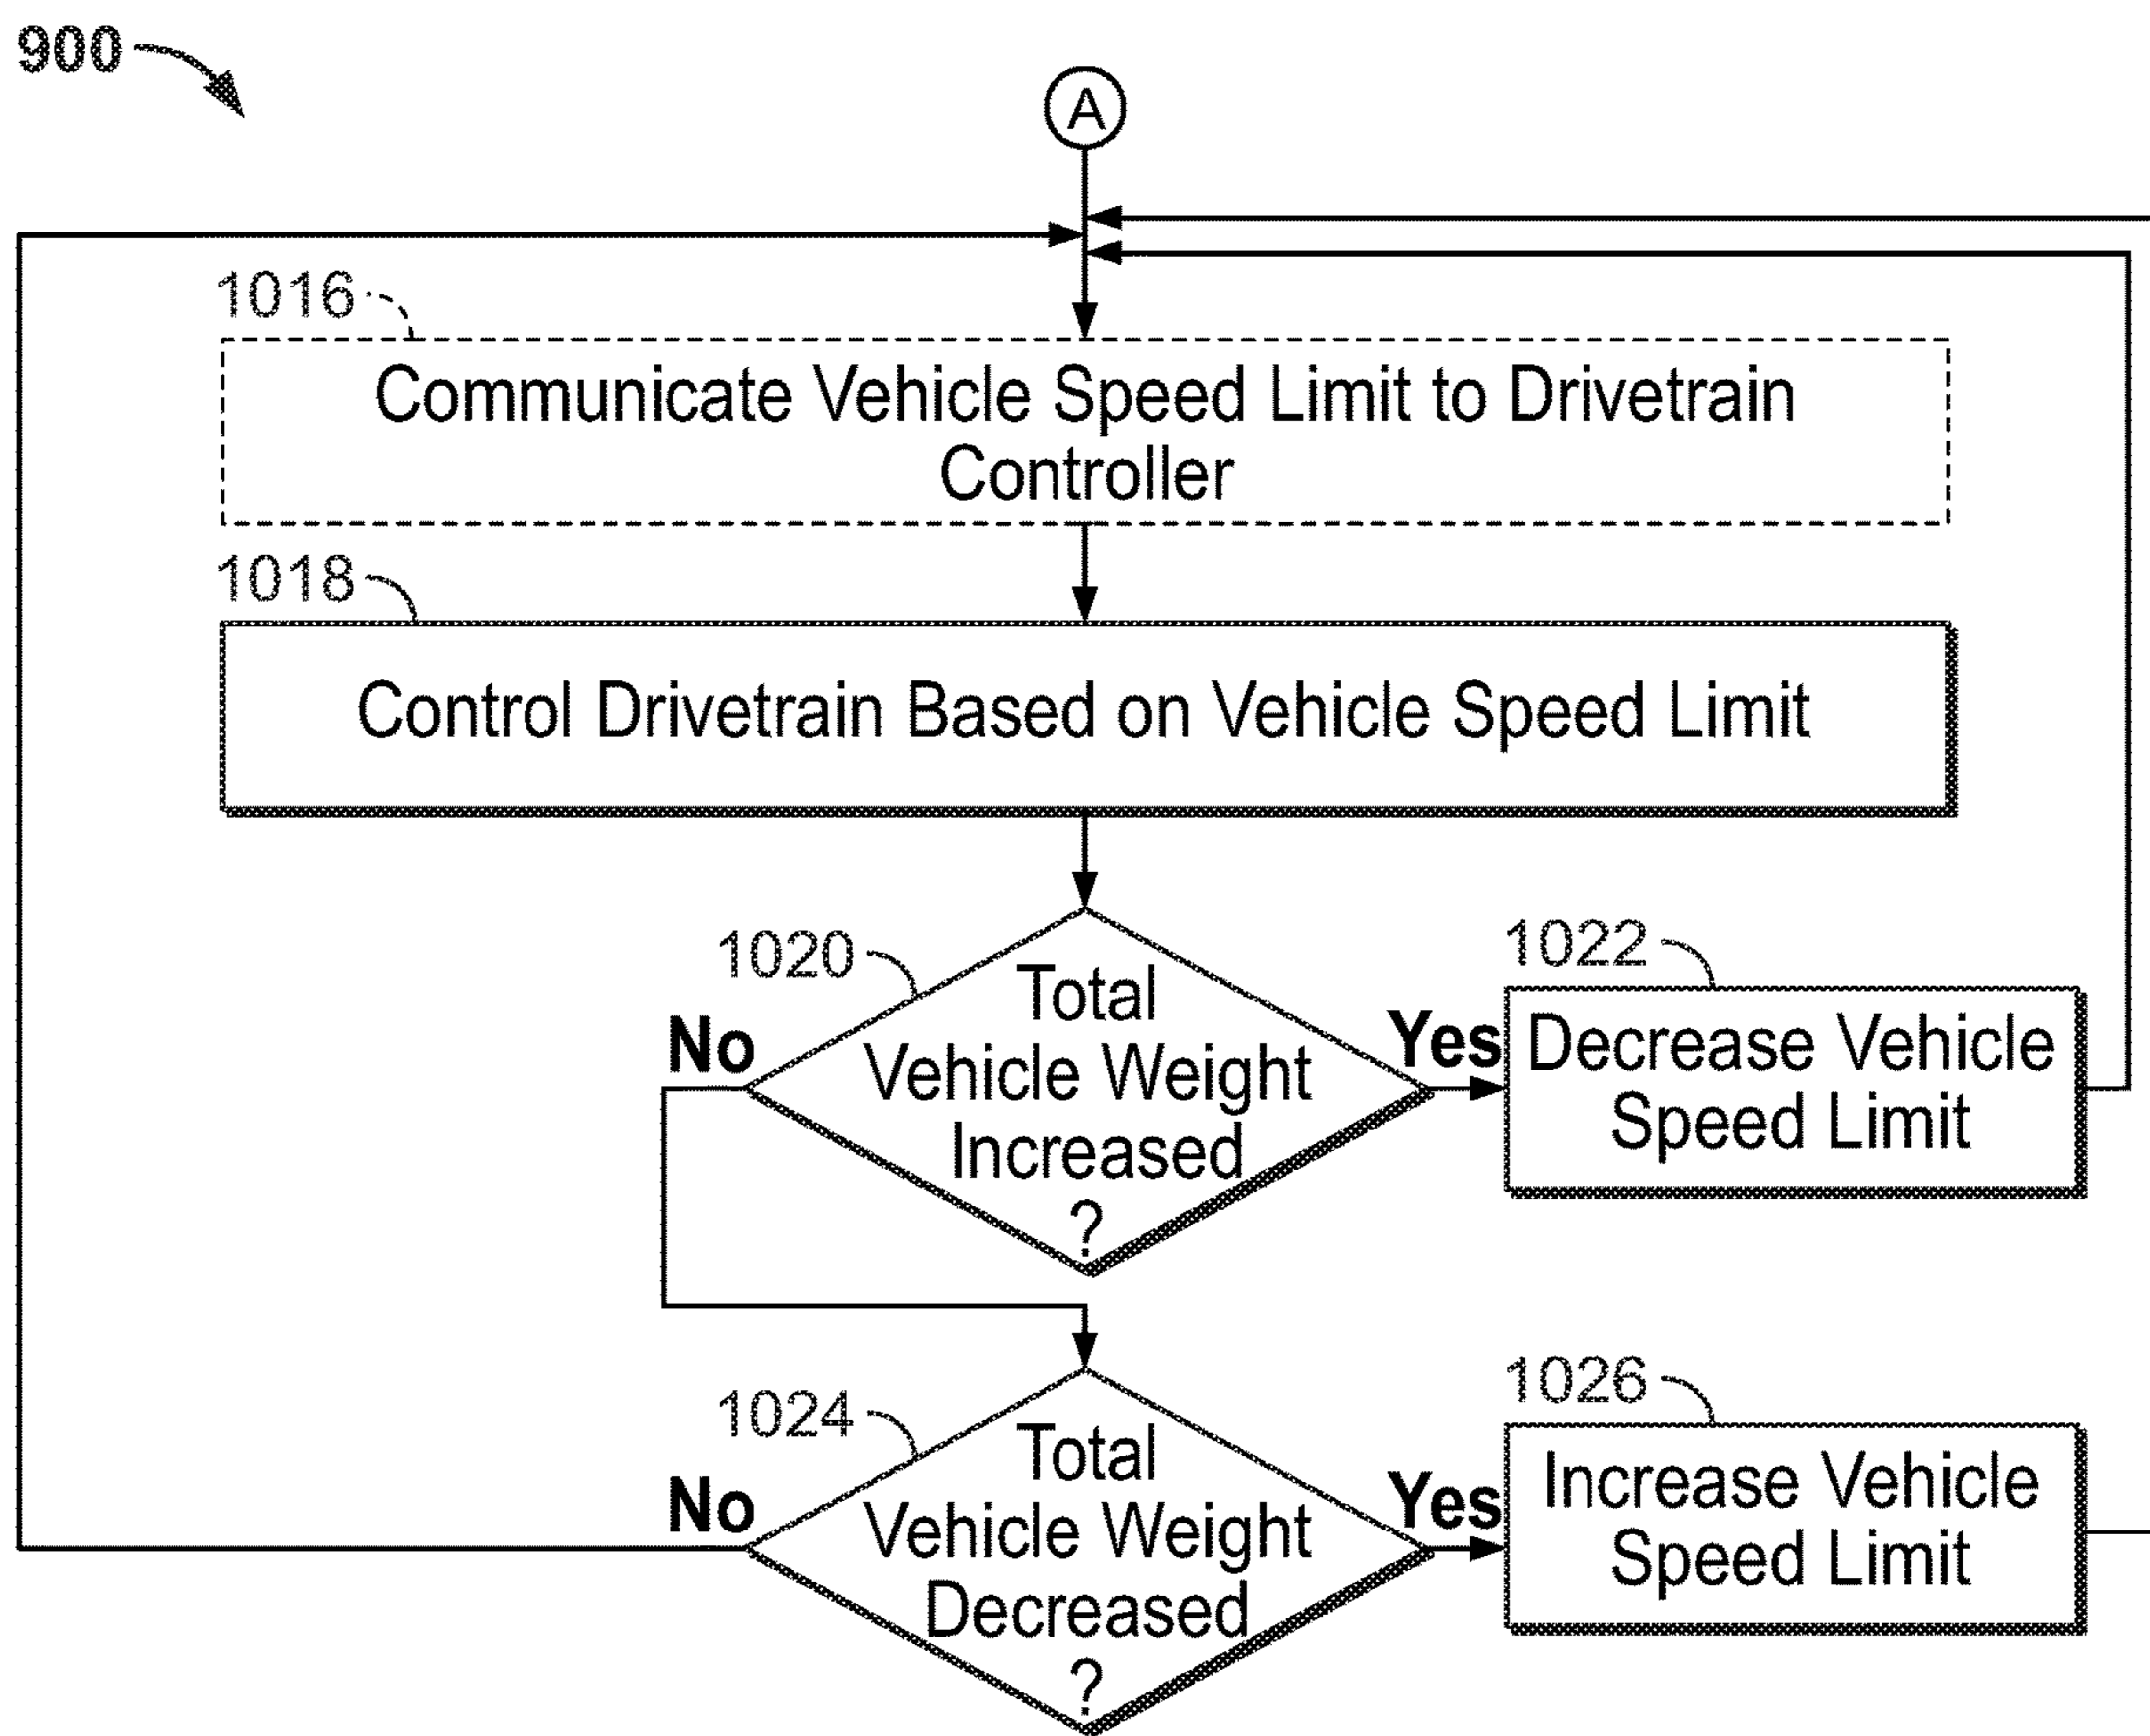 900
A
1016
Communicate Vehicle Speed Limit to Drivetrain
Controller
1018
Control Drivetrain Based on Vehicle Speed Limit
1020
Total
Vehicle Weight
Increased
?
No
Yes
1022
Decrease Vehicle
Speed Limit
1024
Total
Vehicle Weight
Decreased
?
No
Yes
1026
Increase Vehicle
Speed Limit